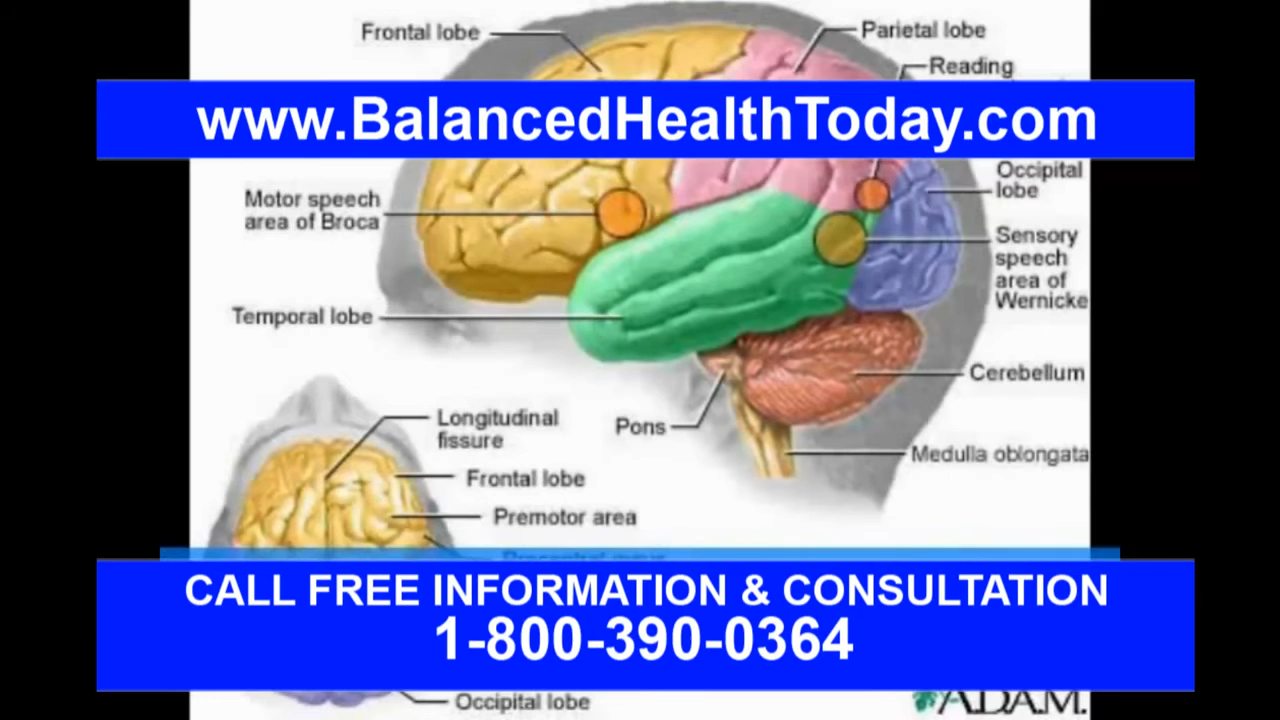 Frontal lobe
Parietal lobe
Reading
www.BalancedHealthToday.com
Motor speech
area of Broca
Occipital
lobe
Sensory
speech
area of
Wernicke
Temporal lobe
Cerebellum
Pons
Medulla oblongata
Longitudinal
fissure
Frontal lobe
Premotor area
CALL FREE INFORMATION & CONSULTATION
1-800-390-0364
Occipital lobe
A.D.A.M.